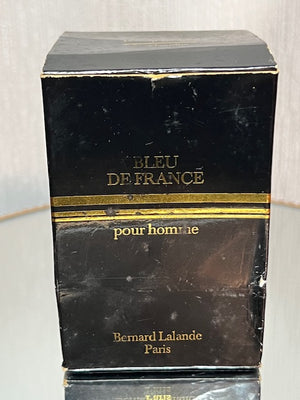 BLEU
DE FRANCE
pour homme
Bernard Lalande
Paris